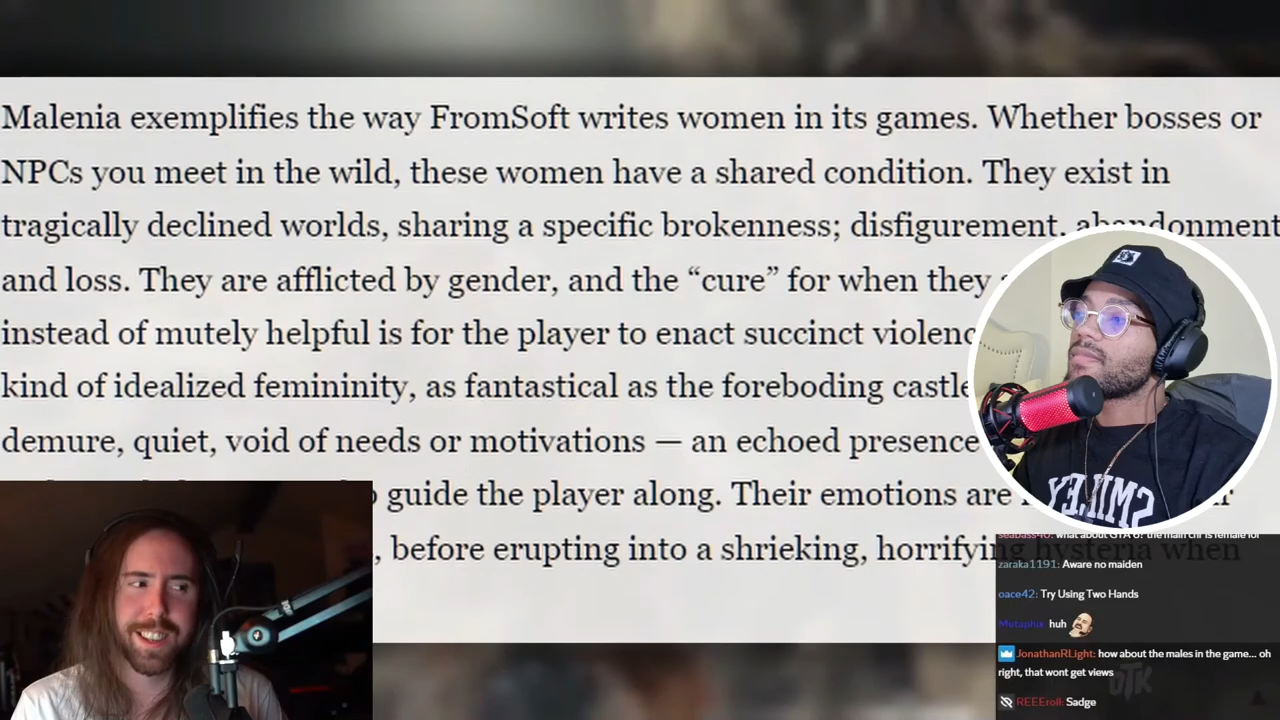 Malenia exemplifies the way FromSoft writes women in its games. Whether bosses or
NPCs you meet in the wild, these women have a shared condition. They exist in
tragically declined worlds, sharing a specific brokenness; disfigurement, abandonment
and loss. They are afflicted by gender, and the “cure” for when they
instead of mutely helpful is for the player to enact succinct
kind of idealized femininity, as fantastical as the foreboding
demure, quiet, void of needs or motivations — an echoed presence
guide the player along. Their emotions are
, before erupting into a shrieking, horrifying hysteria when
SMILEY
seabass40: what about GTA 6? the main chr is female lol
zaraka1191: Aware no maiden
oace42: Try Using Two Hands
Metaphix: huh
JonathanRLight: how about the males in the game... oh
right, that wont get views
REEEroll: Sadge
OTK